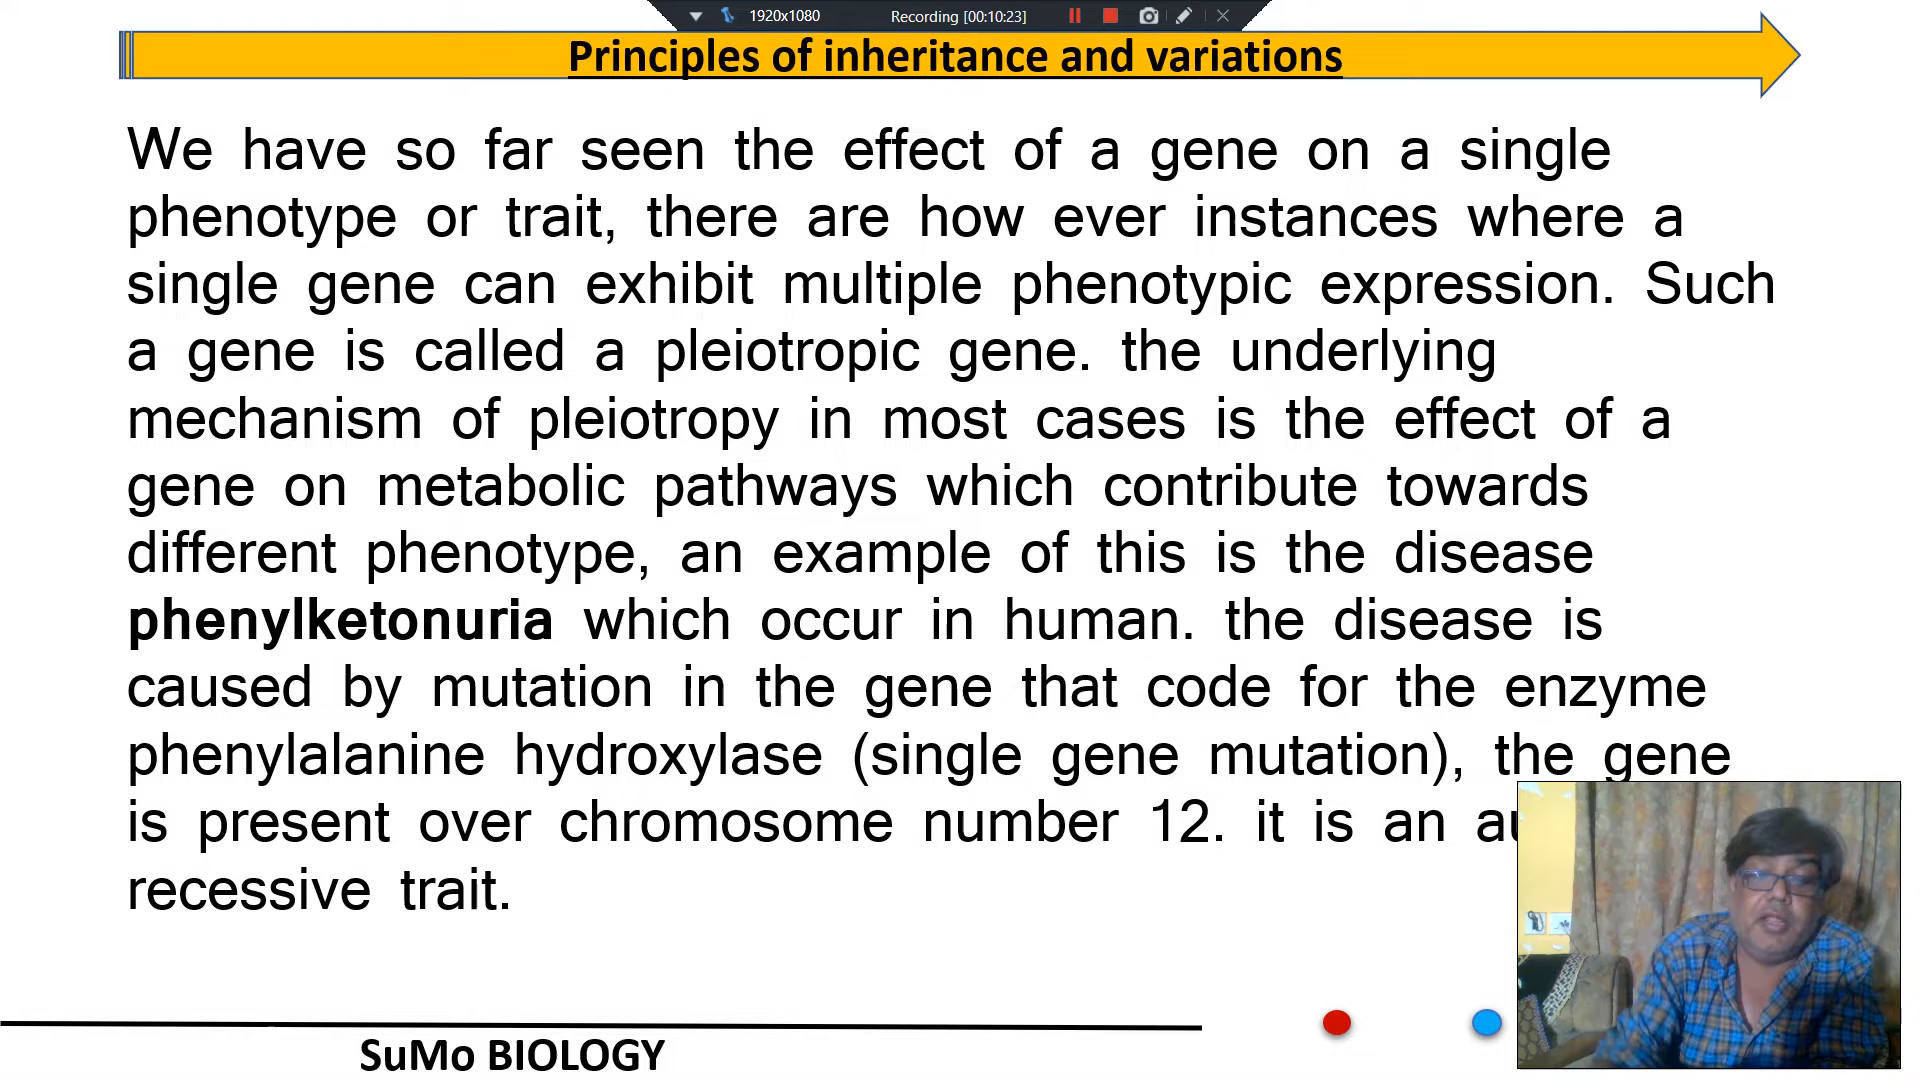 1920x1080 Recording [00:10:23]
Principles of inheritance and variations
We have so far seen the effect of a gene on a single
phenotype or trait, there are how ever instances where a
single gene can exhibit multiple phenotypic expression. Such
a gene is called a pleiotropic gene. the underlying
mechanism of pleiotropy in most cases is the effect of a
gene on metabolic pathways which contribute towards
different phenotype, an example of this is the disease
phenylketonuria which occur in human. the disease is
caused by mutation in the gene that code for the enzyme
phenylalanine hydroxylase (single gene mutation), the gene
is present over chromosome number 12. it is an
recessive trait.
SuMo BIOLOGY